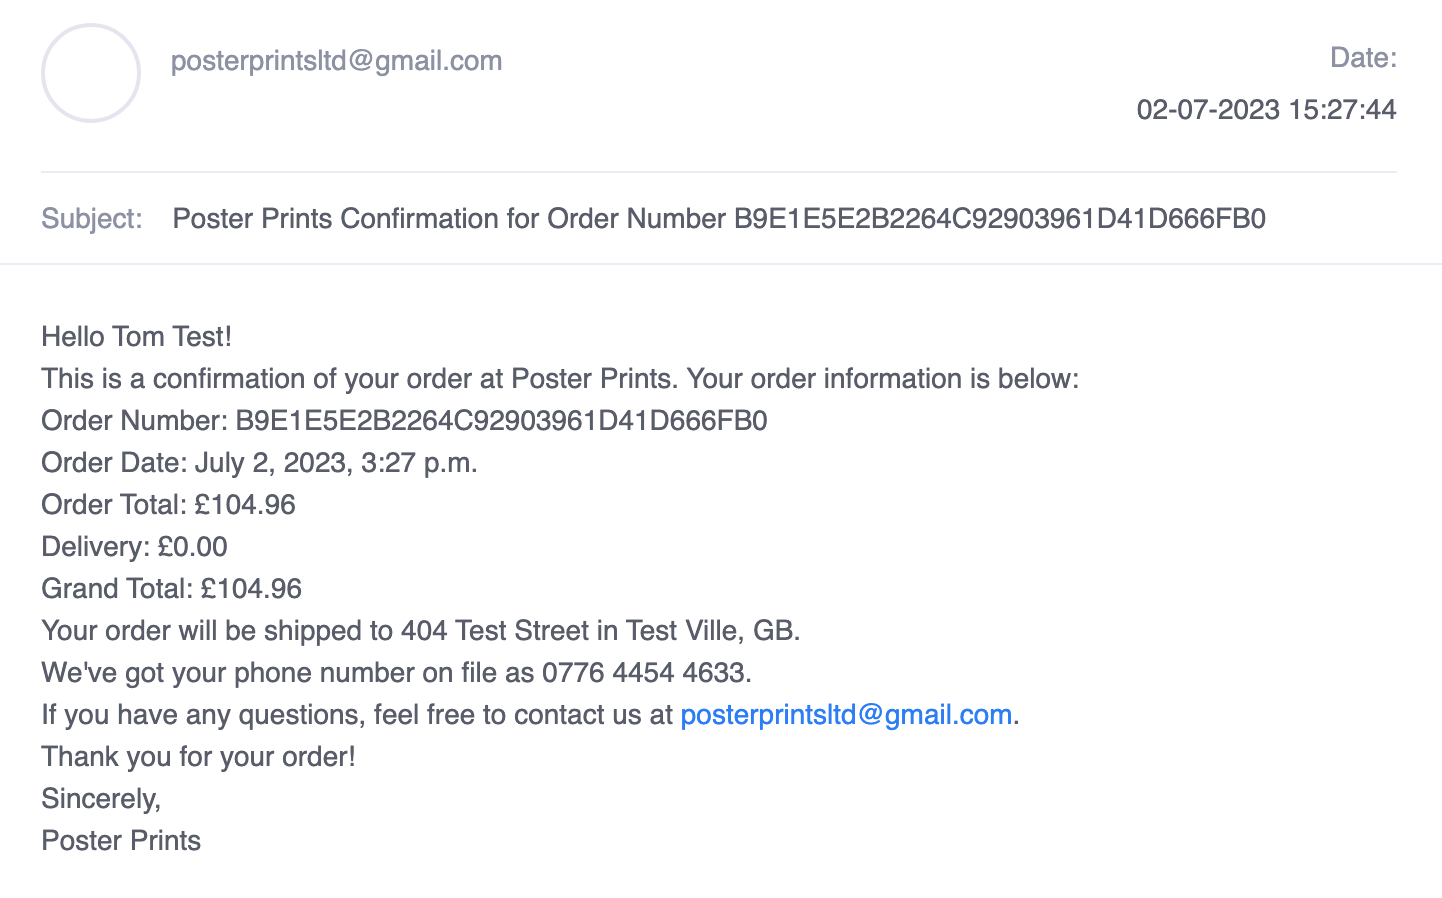 posterprintsltd@gmail.com
Date:
02-07-2023 15:27:44
Subject: Poster Prints Confirmation for Order Number B9E1E5E2B2264C92903961D41D666FB0
Hello Tom Test!
This is a confirmation of your order at Poster Prints. Your order information is below:
Order Number: B9E1E5E2B2264C92903961D41D666FB0
Order Date: July 2, 2023, 3:27 p.m.
Order Total: £104.96
Delivery: £0.00
Grand Total: £104.96
Your order will be shipped to 404 Test Street in Test Ville, GB.
We've got your phone number on file as 0776 4454 4633.
If you have any questions, feel free to contact us at posterprintsltd@gmail.com.
Thank you for your order!
Sincerely,
Poster Prints